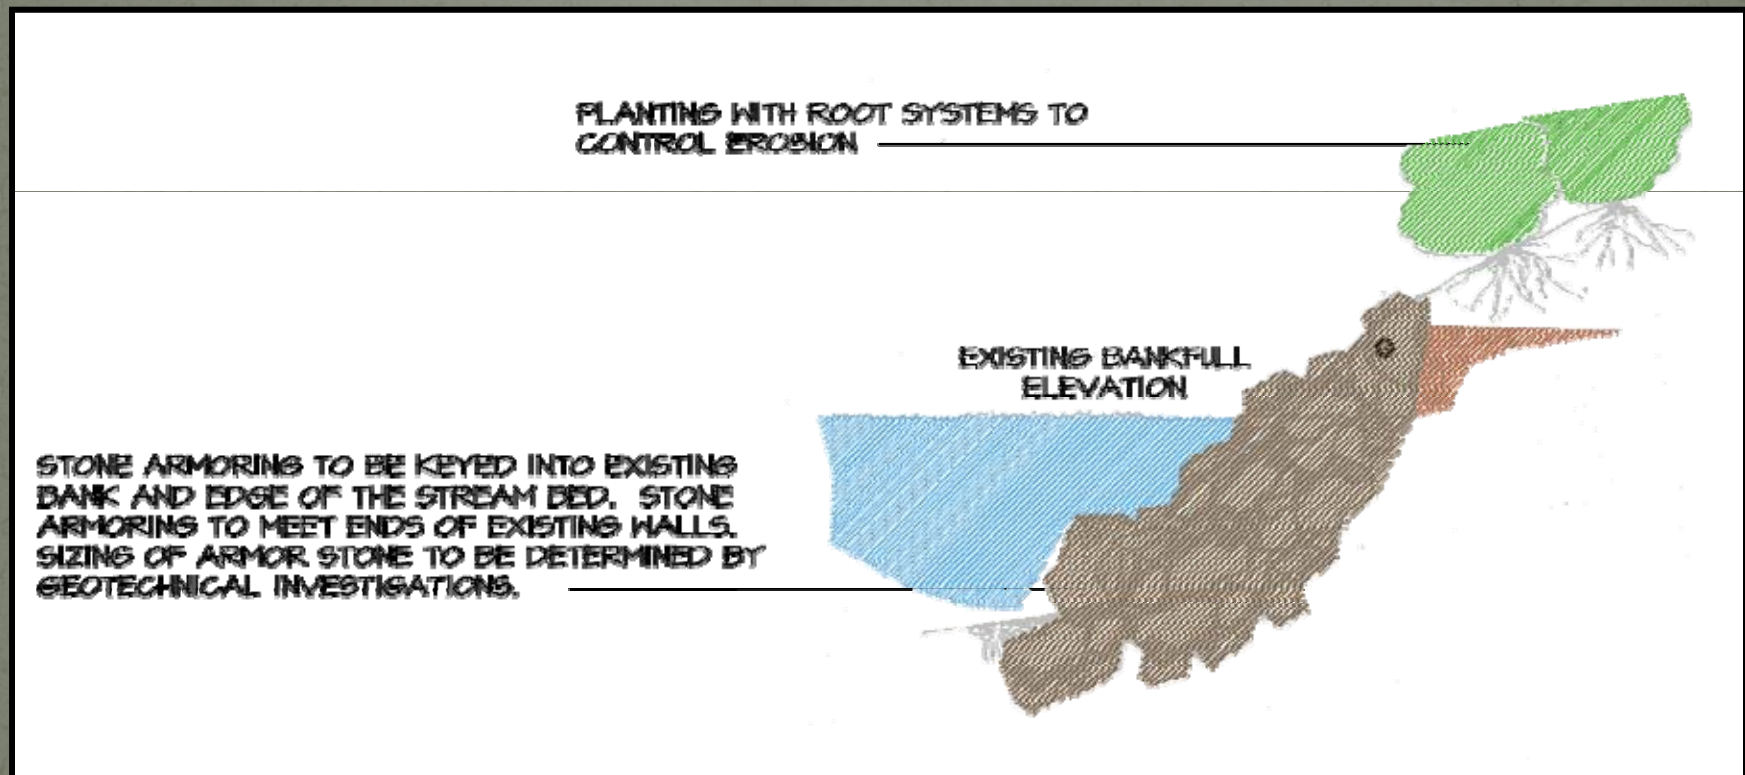 PLANTING WITH ROOT SYSTEMS TO
CONTROL EROSION
EXISTING BANKFULL
ELEVATION
STONE ARMORING TO BE KEYED INTO EXISTING
BANK AND EDGE OF THE STREAM BED. STONE
ARMORING TO MEET ENDS OF EXISTING WALLS.
SIZING OF ARMOR STONE TO BE DETERMINED BY
GEOTECHNICAL INVESTIGATIONS.